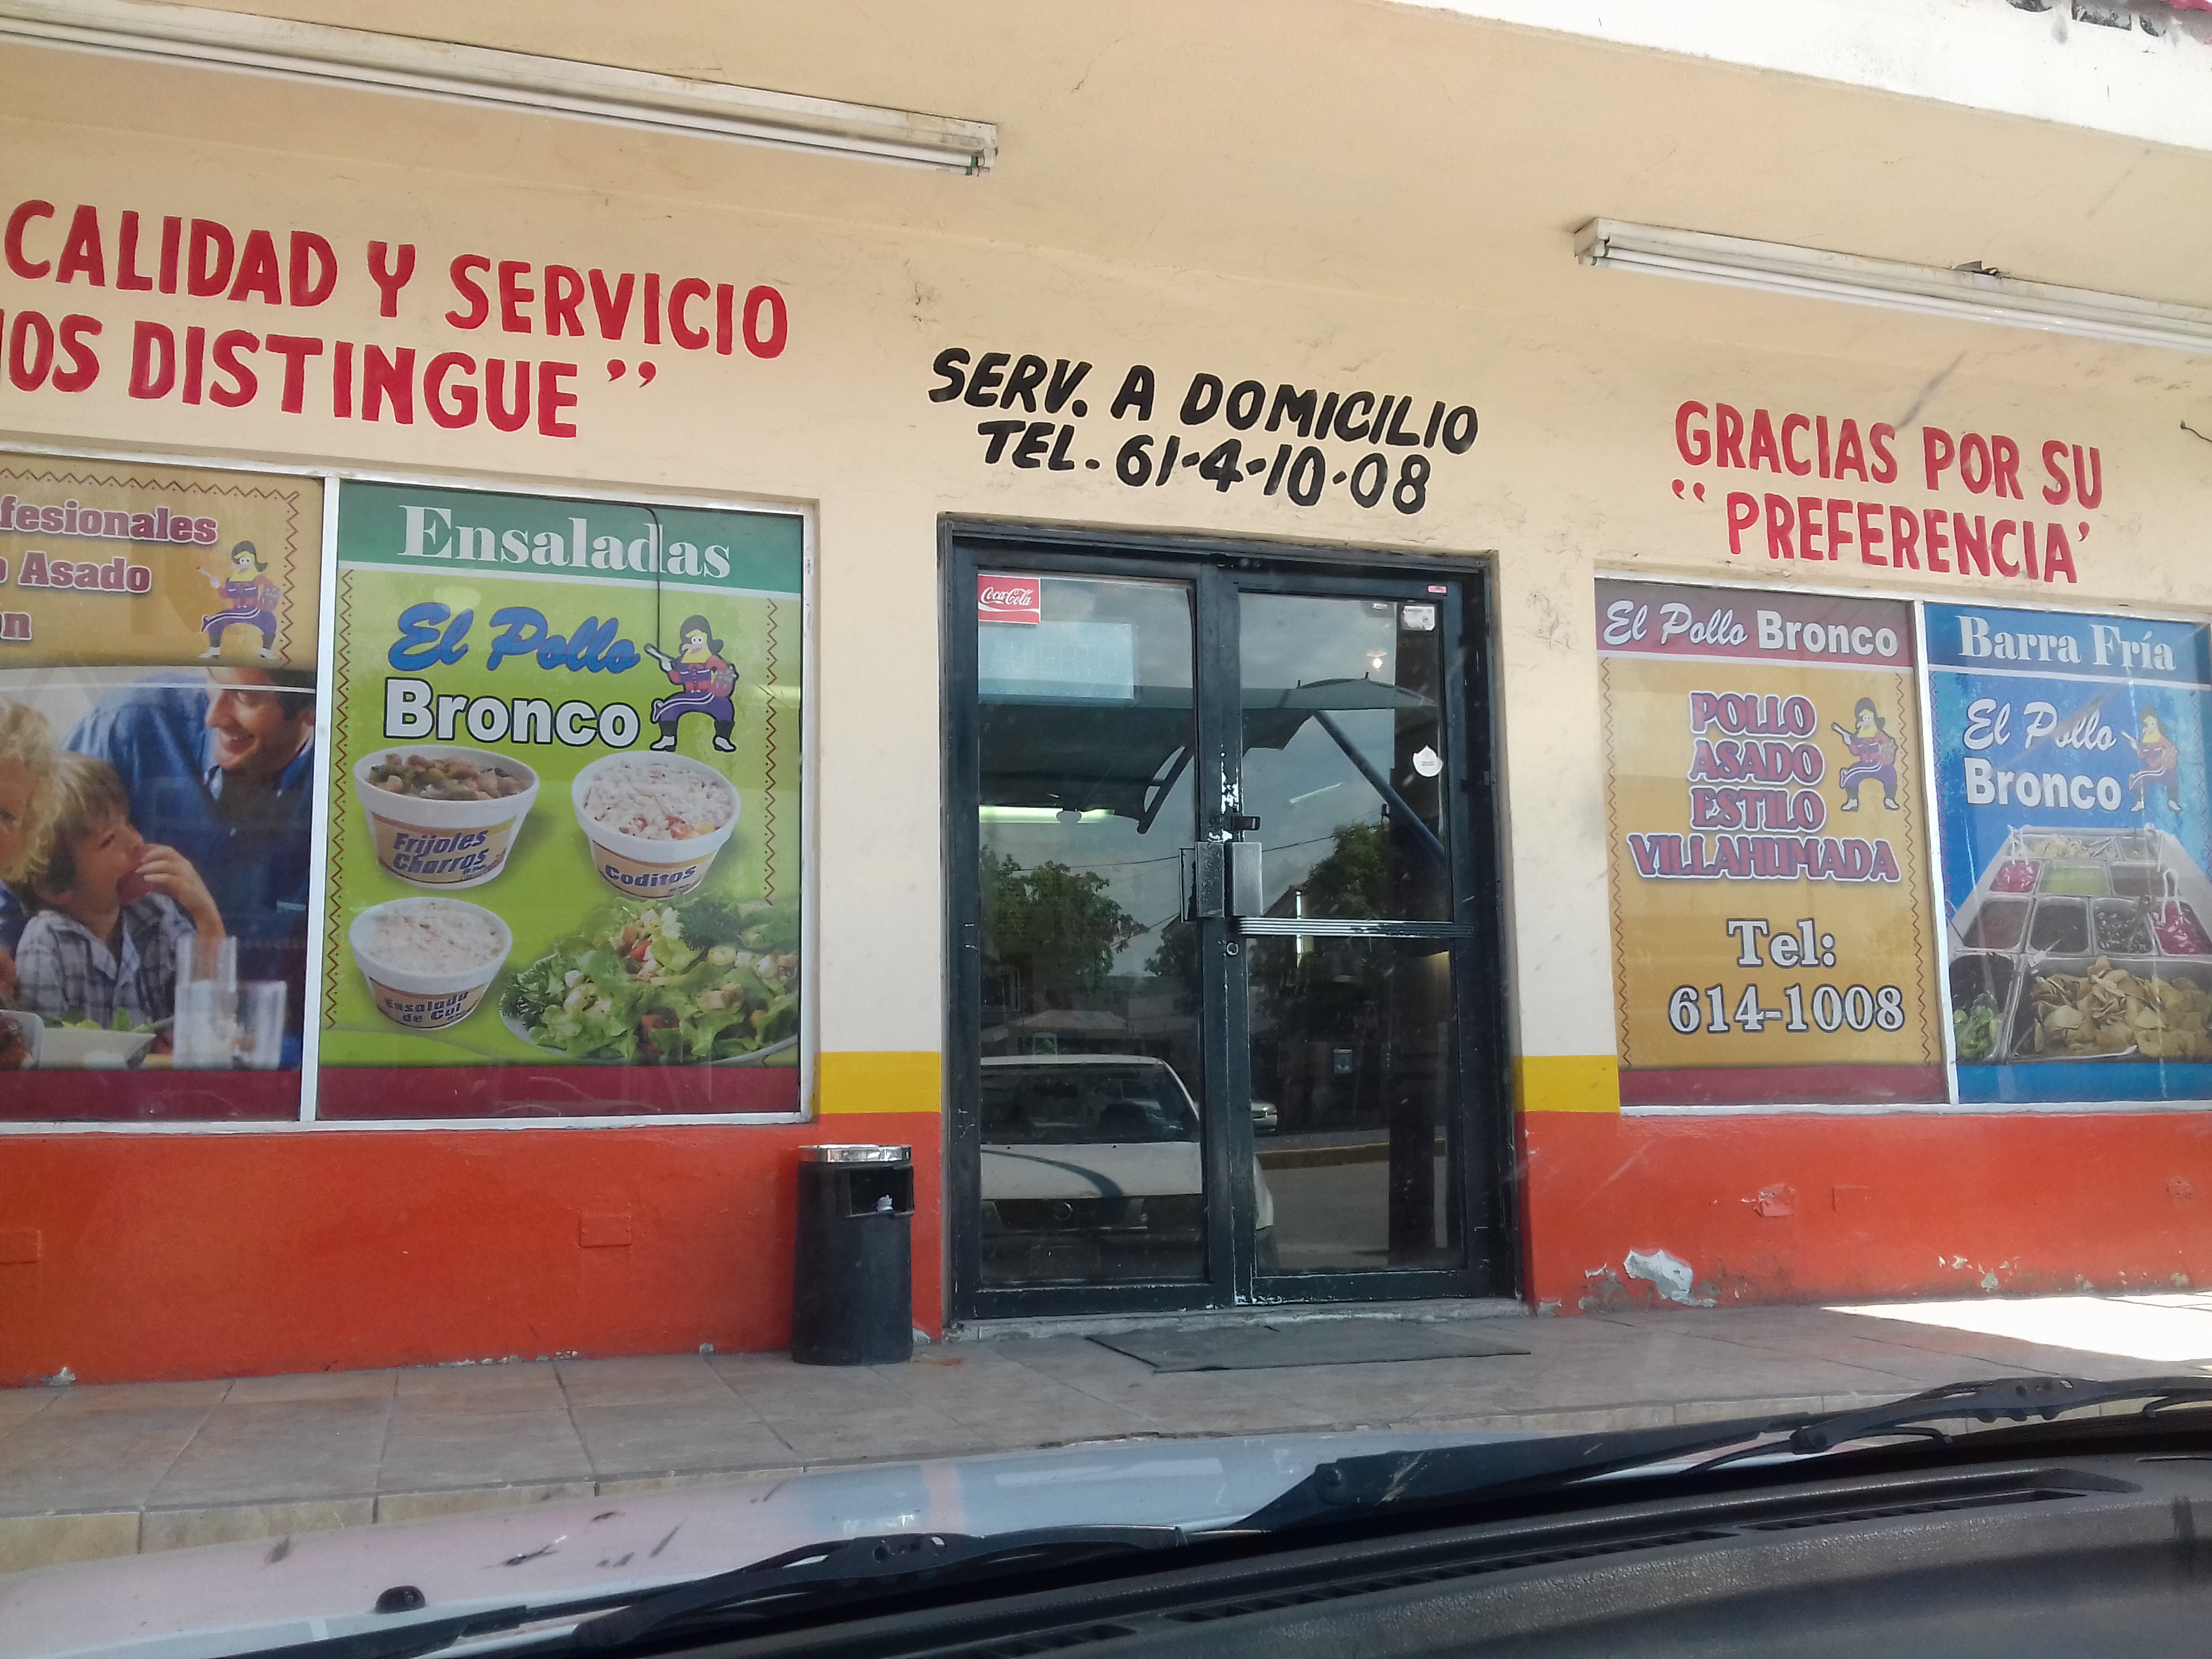 CALIDAD Y SERVICIO
NOS DISTINGUE”
SERV. A DOMICILIO
TEL. 61-4-10-08
GRACIAS POR SU
“PREFERENCIA’
fesionales
o Asado
ón
Ensaladas
El Pollo
Bronco
Frijoles
Charros
Coditos
Ensalada
de Col
Coca-Cola
El Pollo Bronco
POLLO
ASADO
ESTILO
VILLAHUMADA
Tel:
614-1008
Barra Fría
El Pollo
Bronco